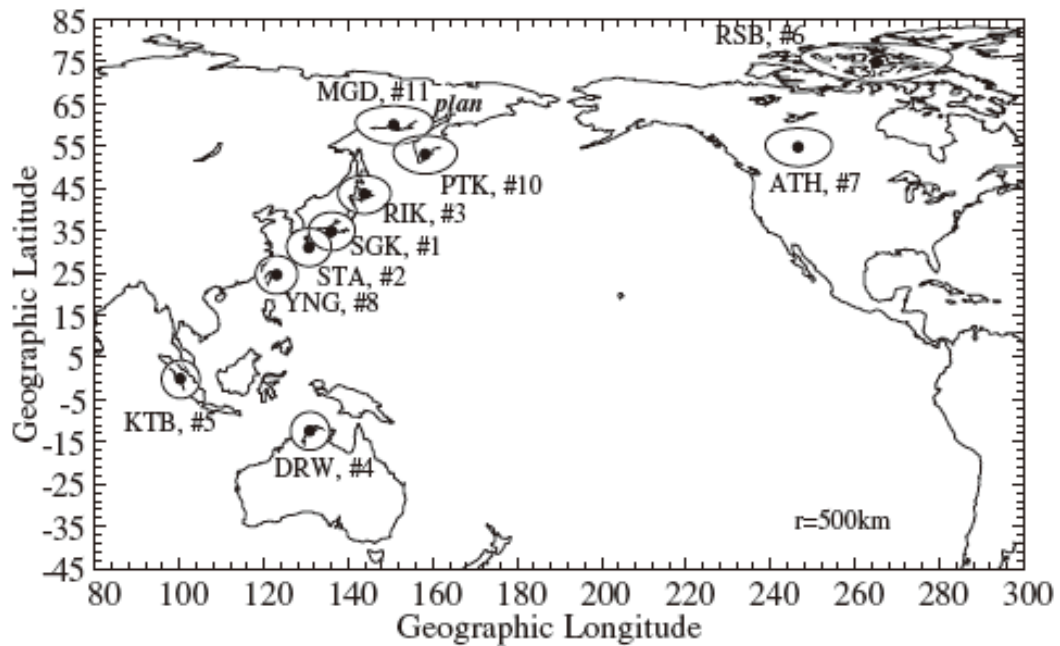 85
75
65
55
45
35
25
15
5
-5
-15
-25
-35
-45
Geographic Latitude
RSB, #6
MGD, #11
plan
PTK, #10
ATH, #7
RIK, #3
SGK, #1
STA, #2
YNG, #8
KTB, #5
DRW, #4
r=500km
80 100 120 140 160 180 200 220 240 260 280 300
Geographic Longitude